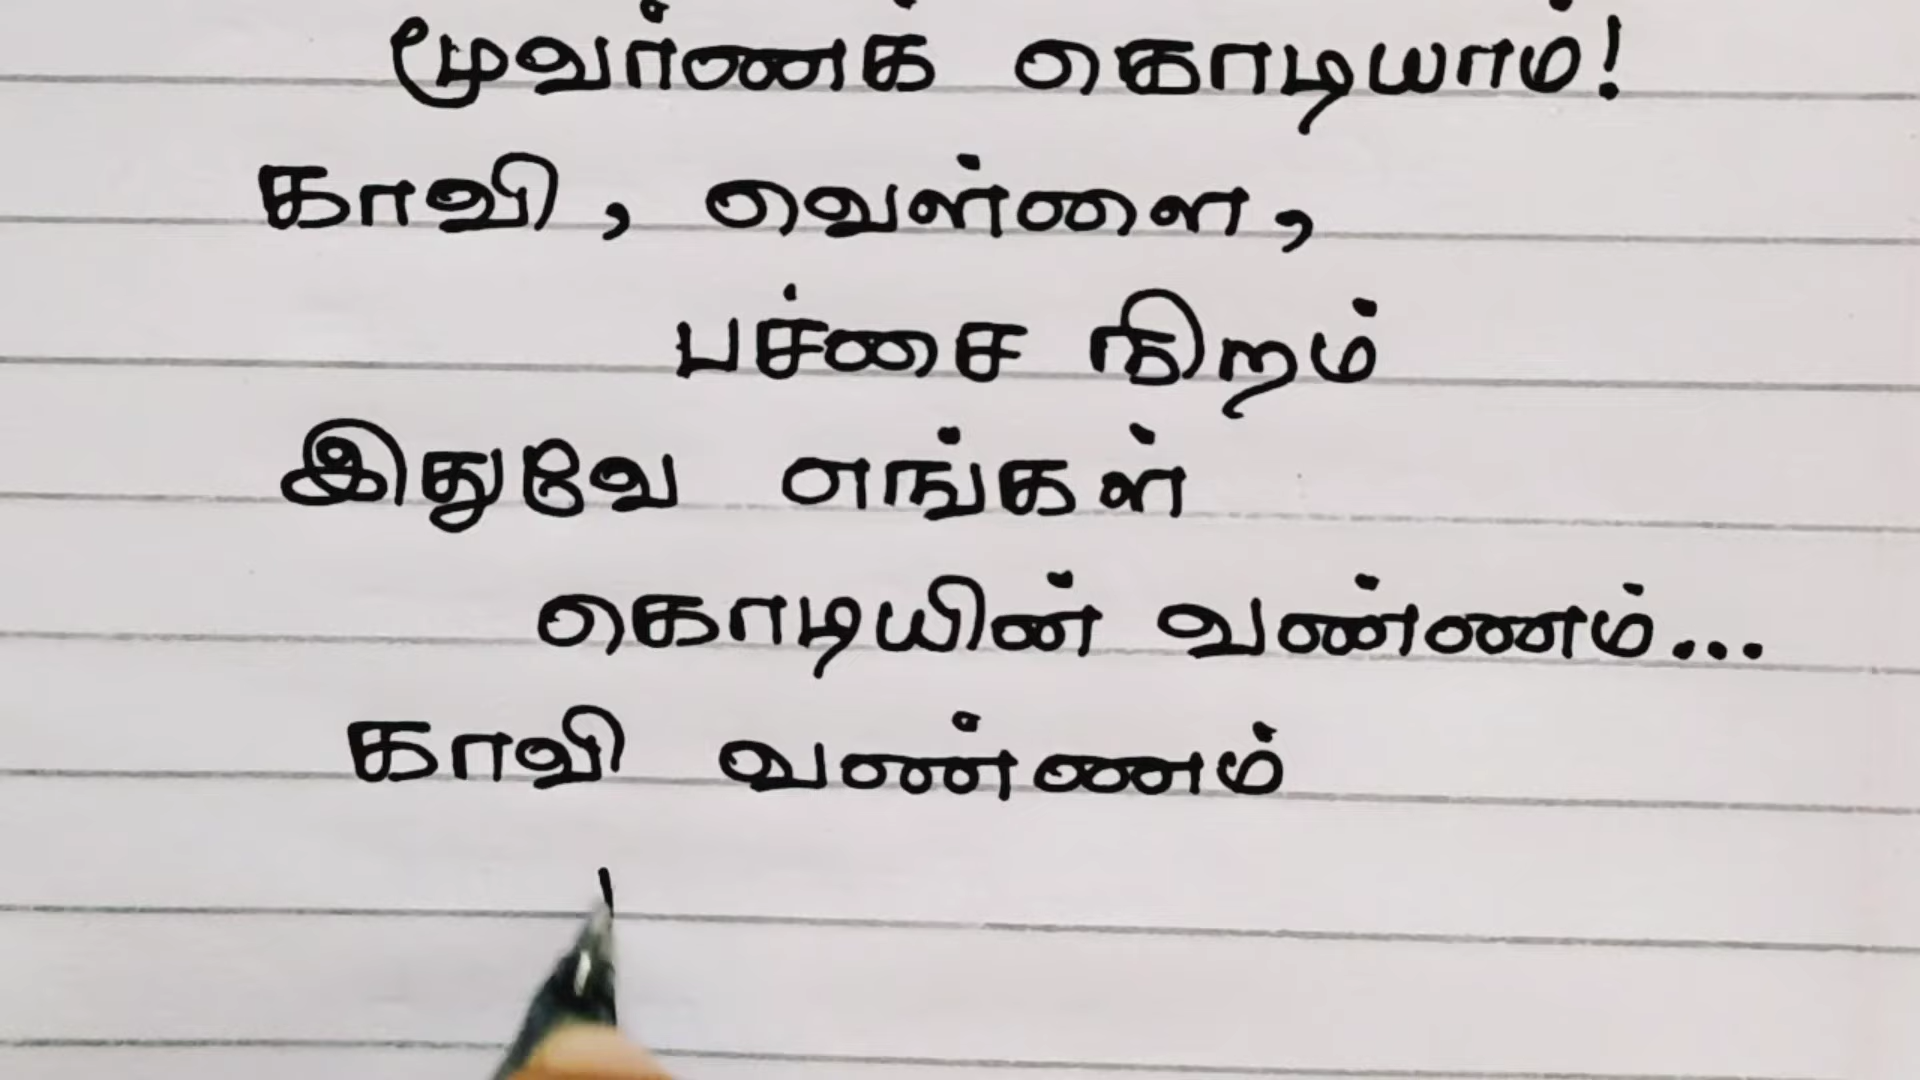 மூவர்ணக் கொடியாம்!
காவி, வெள்ளை,
பச்சை நிறம்
இதுவே எங்கள்
கொடியின் வண்ணம்...
காவி வண்ணம்